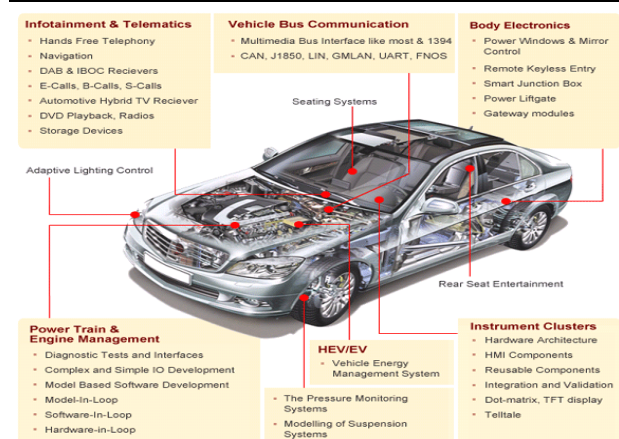 Infotainment & Telematics
Hands Free Telephony
Navigation
DAB & IBOC Recievers
E-Calls, B-Calls, S-Calls
Automotive Hybrid TV Reciever
DVD Playback, Radios
Storage Devices
Vehicle Bus Communication
Multimedia Bus Interface like most & 1394
CAN, J1850, LIN, GMLAN, UART, FNOS
Body Electronics
Power Windows & Mirror
Control
Remote Keyless Entry
Smart Junction Box
Power Liftgate
Gateway modules
Seating Systems
Adaptive Lighting Control
Rear Seat Entertainment
Power Train &
Engine Management
Diagnostic Tests and Interfaces
Complex and Simple IO Development
Model Based Software Development
Model-In-Loop
Software-In-Loop
Hardware-in-Loop
HEV/EV
Vehicle Energy
Management System
The Pressure Monitoring
Systems
Modelling of Suspension
Systems
Instrument Clusters
Hardware Architecture
HMI Components
Reusable Components
Integration and Validation
Dot-matrix, TFT display
Telltale